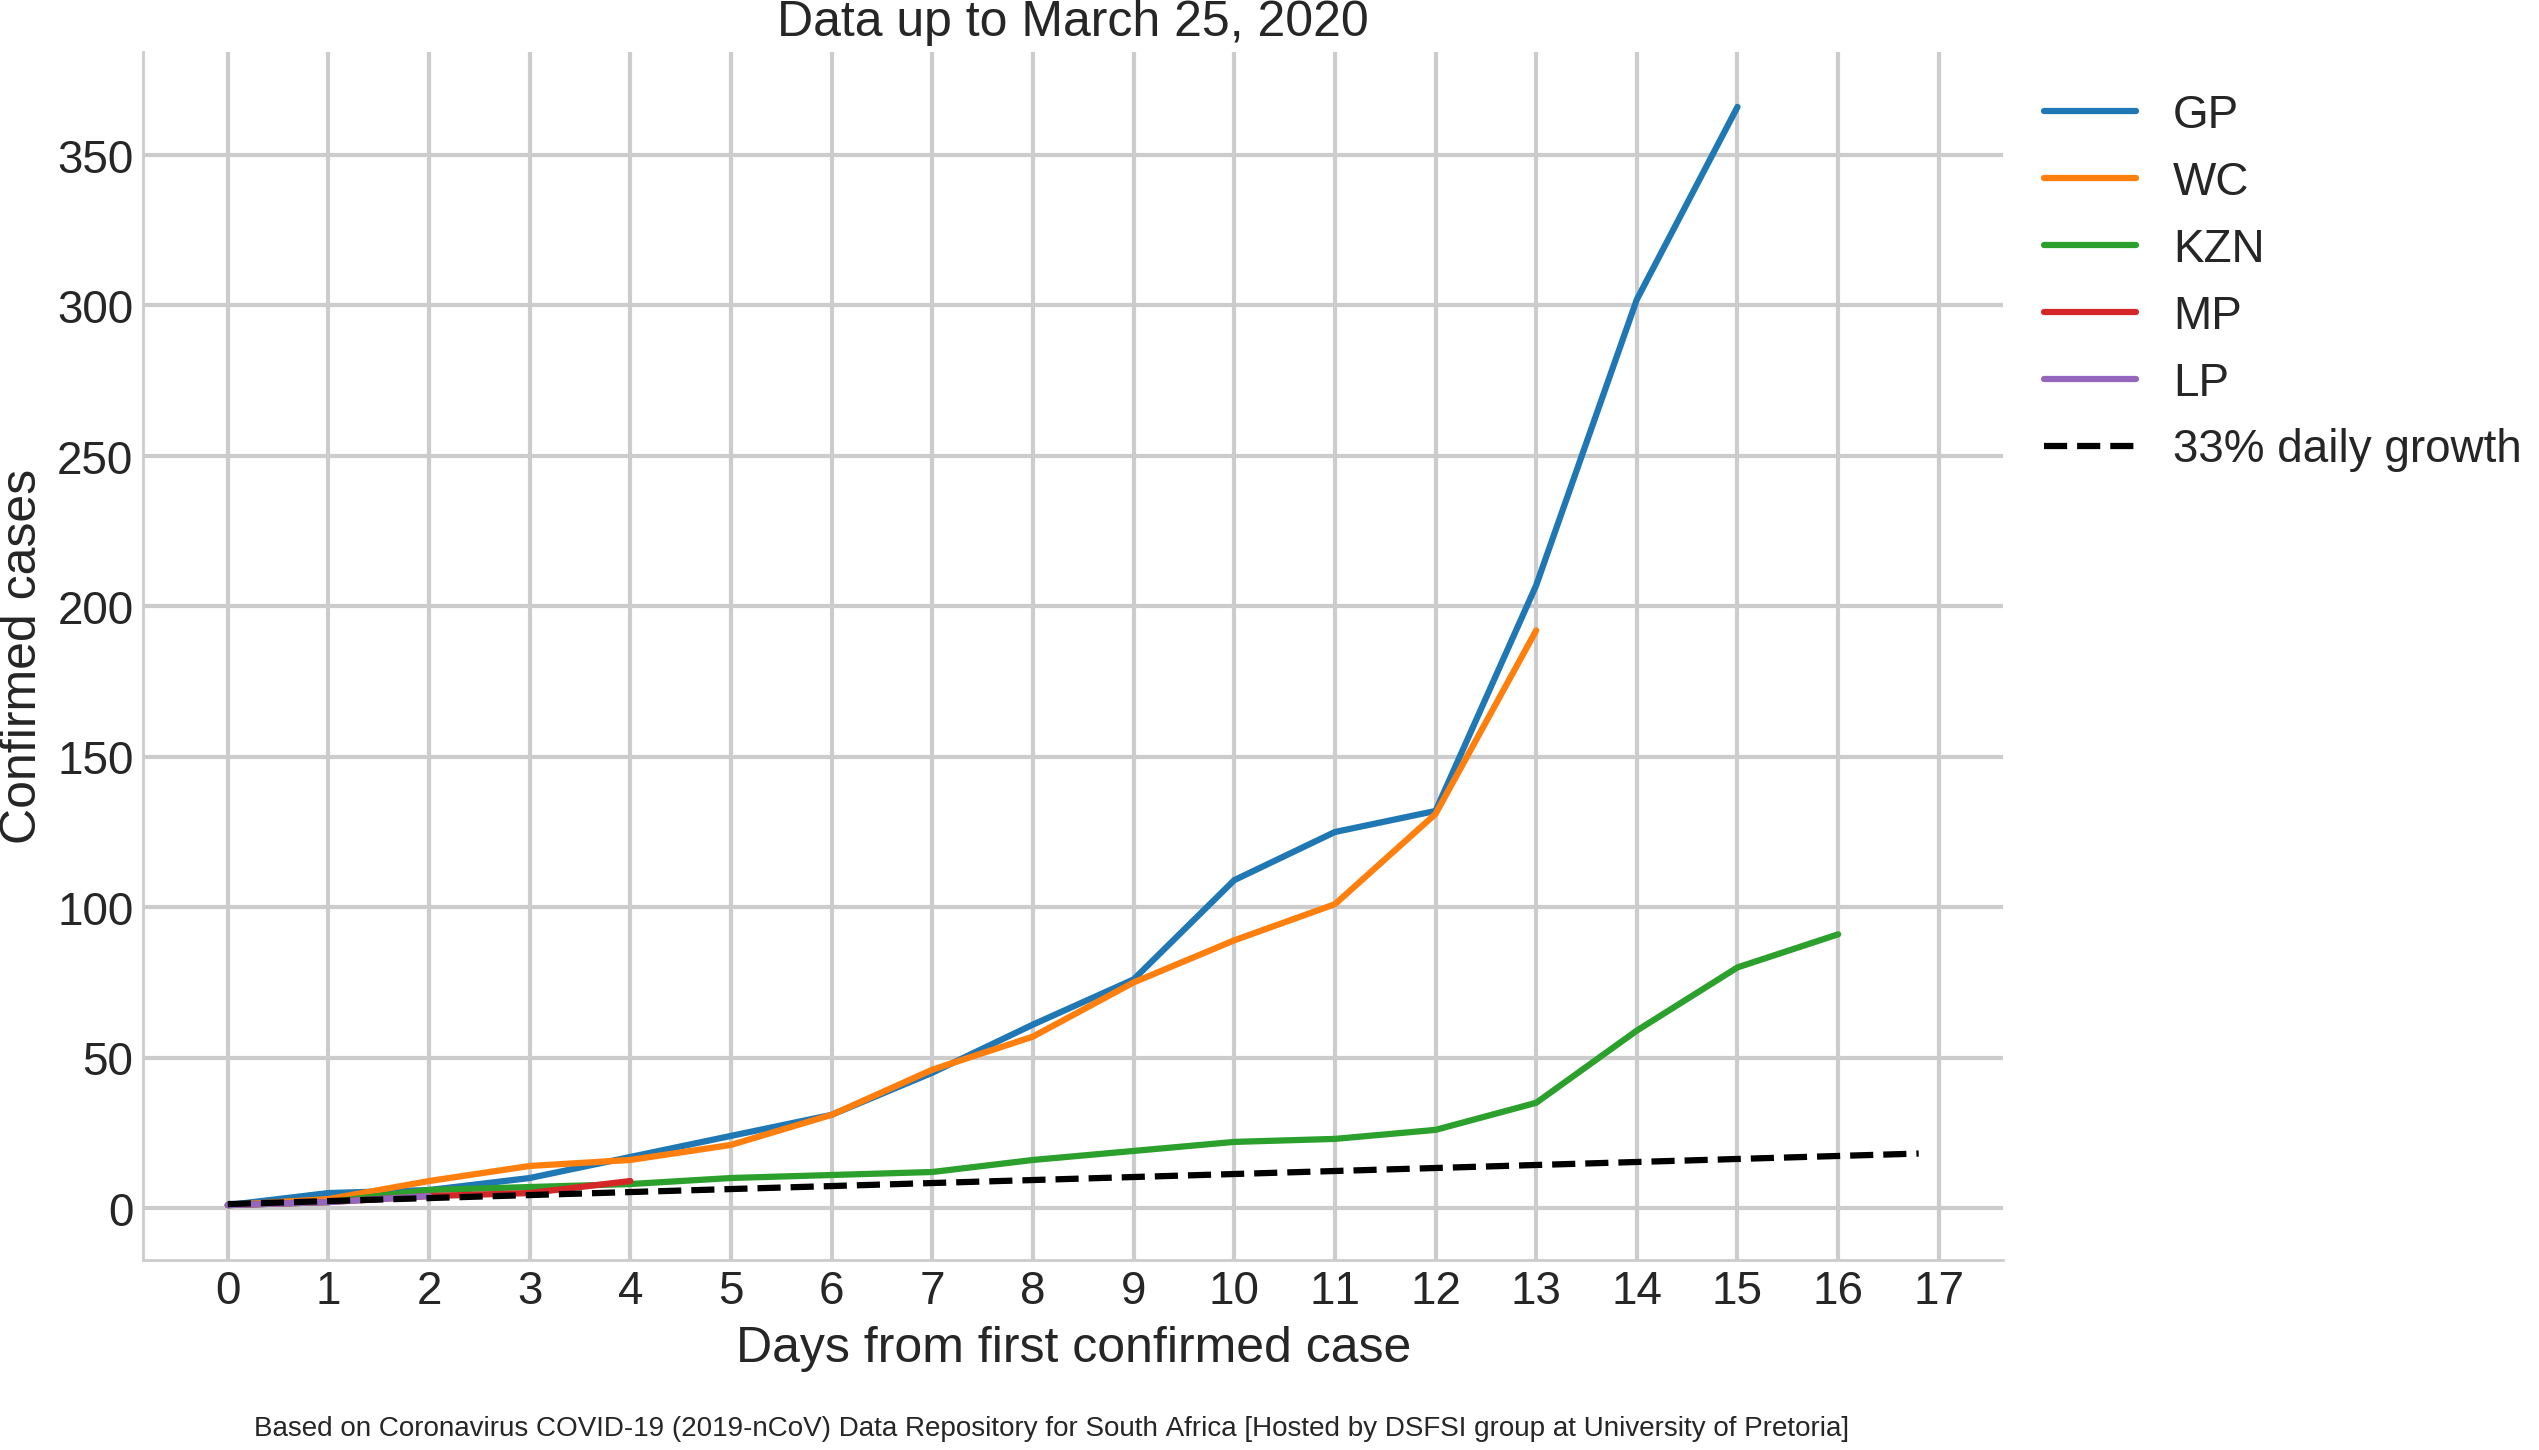 Data up to March 25, 2020
GP
WC
KZN
MP
LP
33% daily growth
Confirmed cases
350
300
250
200
150
100
50
0
0 1 2 3 4 5 6 7 8 9 10 11 12 13 14 15 16 17
Days from first confirmed case
Based on Coronavirus COVID-19 (2019-nCoV) Data Repository for South Africa [Hosted by DSFSI group at University of Pretoria]